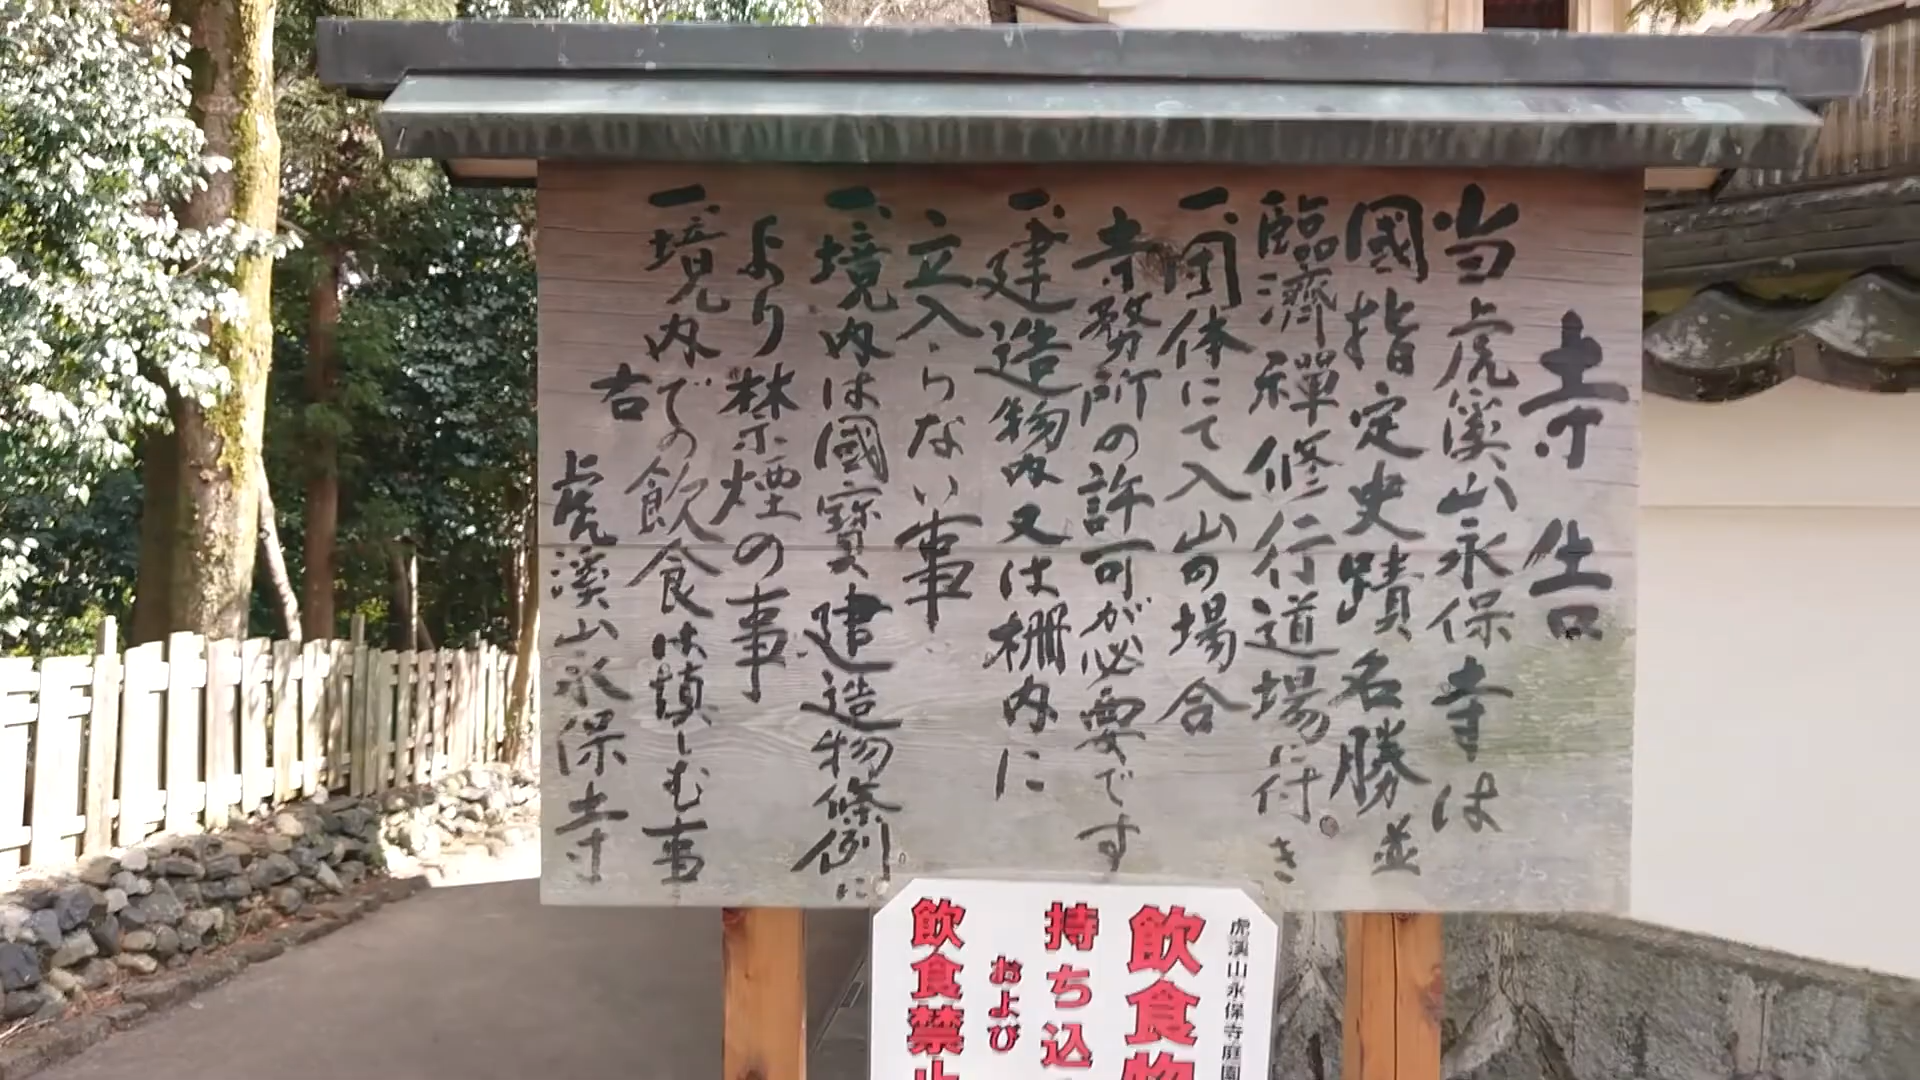 寺告
当虎溪山永保寺は
國指定史蹟名勝並
臨濟禪修行道場に付き
一、団体にて入山の場合
寺務所の許可が必要です
一、建造物内又は柵内に
立入らない事
一、境内は國寳建造物條例に
より禁煙の事
一、境内での飲食は慎しむ事
右
虎溪山永保寺
虎渓山永保寺庭園
飲食物
持ち込
および
飲食禁止